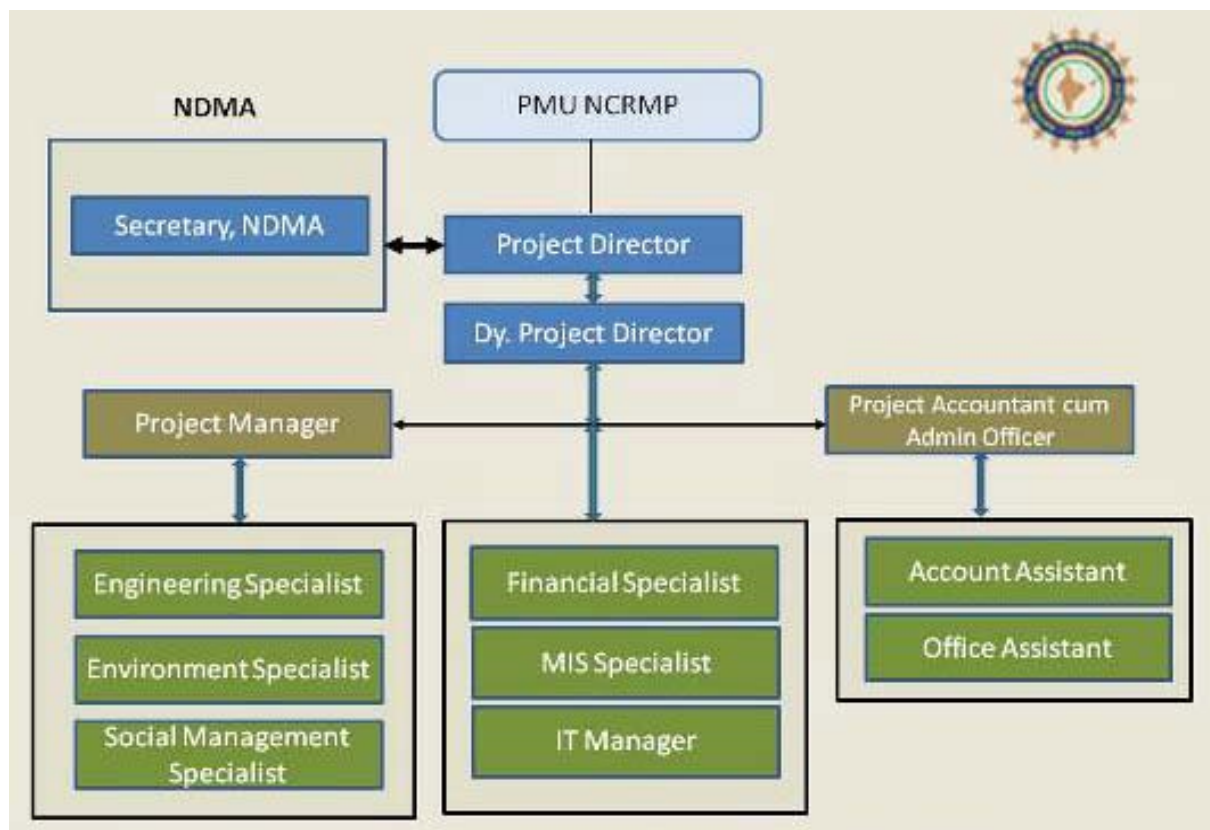 NDMA
PMU NCRMP
Secretary, NDMA
Project Director
Dy. Project Director
Project Manager
Project Accountant cum
Admin Officer
Engineering Specialist
Environment Specialist
Social Management
Specialist
Financial Specialist
MIS Specialist
IT Manager
Account Assistant
Office Assistant